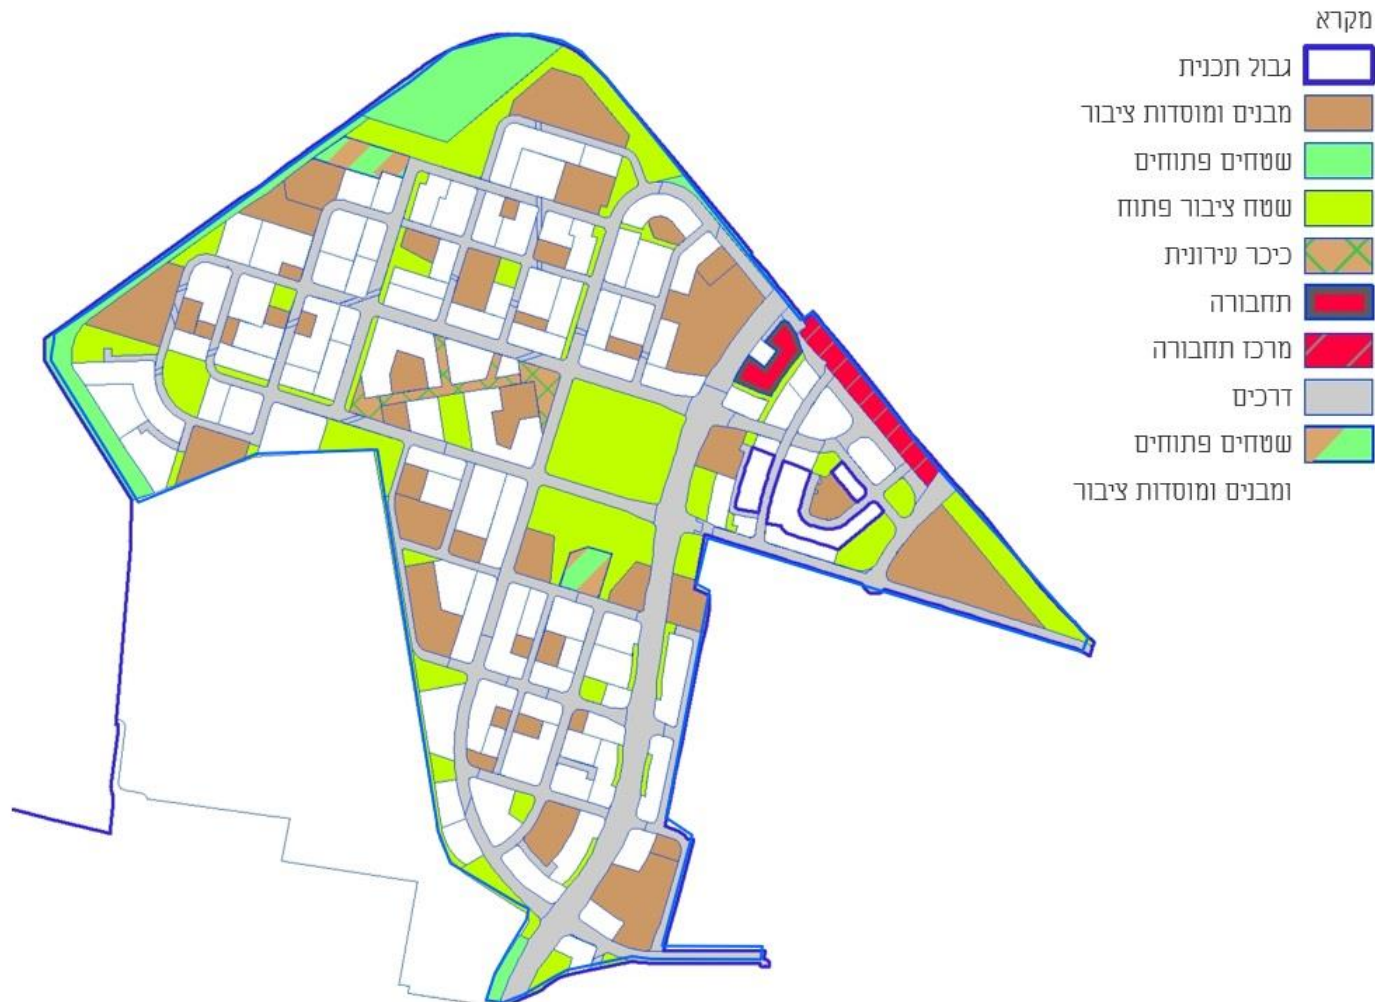 מקרא
גבול תכנית
מבנים ומוסדות ציבור
שטחים פתוחים
שטח ציבור פתוח
כיכר עירונית
תחבורה
מרכז תחבורה
דרכים
שטחים פתוחים
ומבנים ומוסדות ציבור